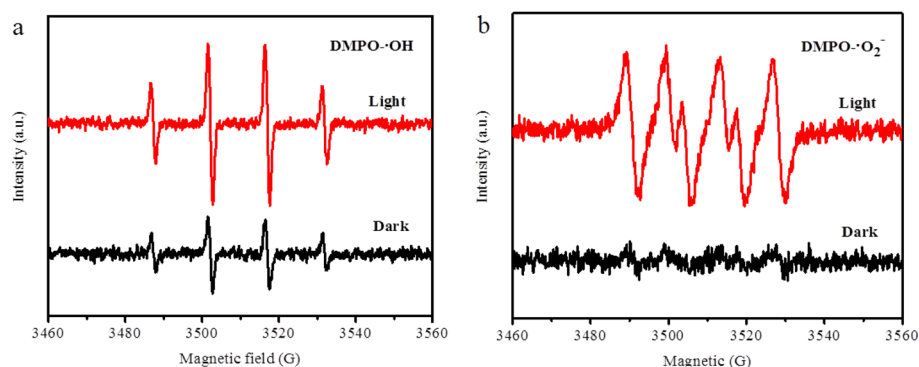 a
DMPO-·OH
Light
Dark
Intensity (a.u.)
3460 3480 3500 3520 3540 3560
Magnetic field (G)
b
DMPO-·O₂⁻
Light
Dark
Intensity (a.u.)
3460 3480 3500 3520 3540 3560
Magnetic (G)